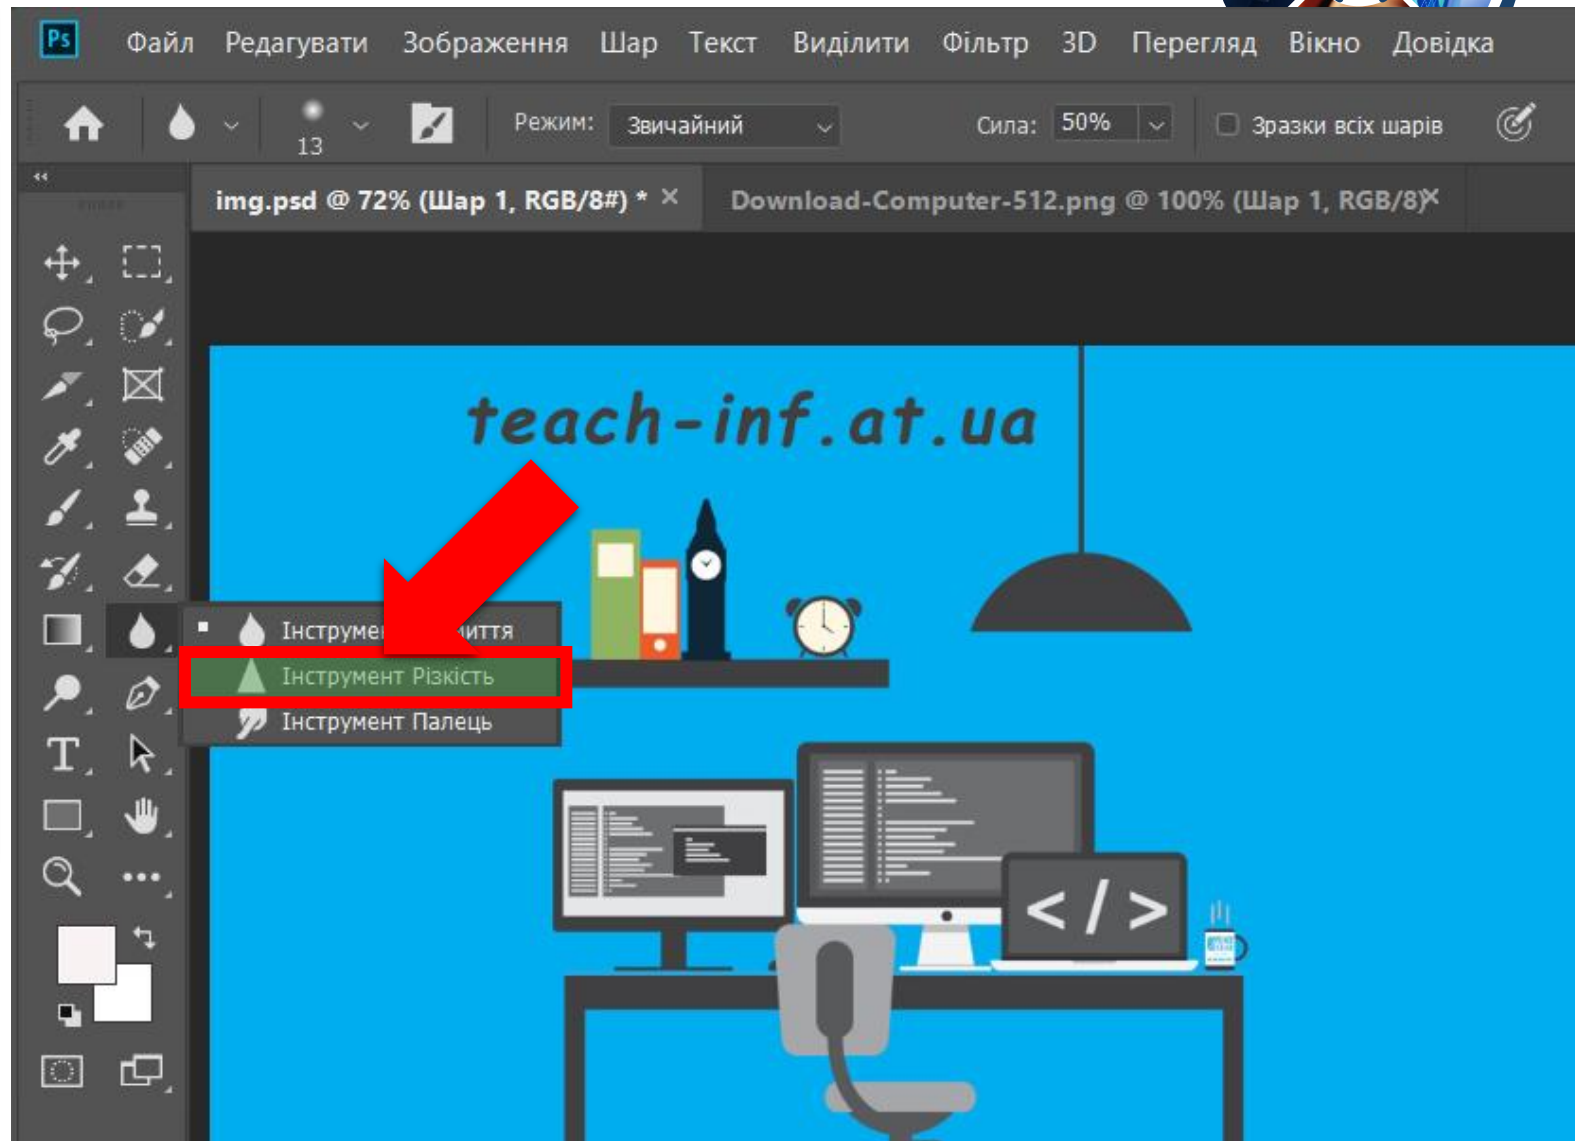 Ps Файл Редагувати Зображення Шар Текст Виділити Фільтр 3D Перегляд Вікно Довідка
13 Режим: Звичайний Сила: 50% Зразки всіх шарів
img.psd @ 72% (Шар 1, RGB/8#) * × Download-Computer-512.png @ 100% (Шар 1, RGB/8) ×
teach-inf.at.ua
Інструмент
Інструмент Різкість
Інструмент Палець
T
</>